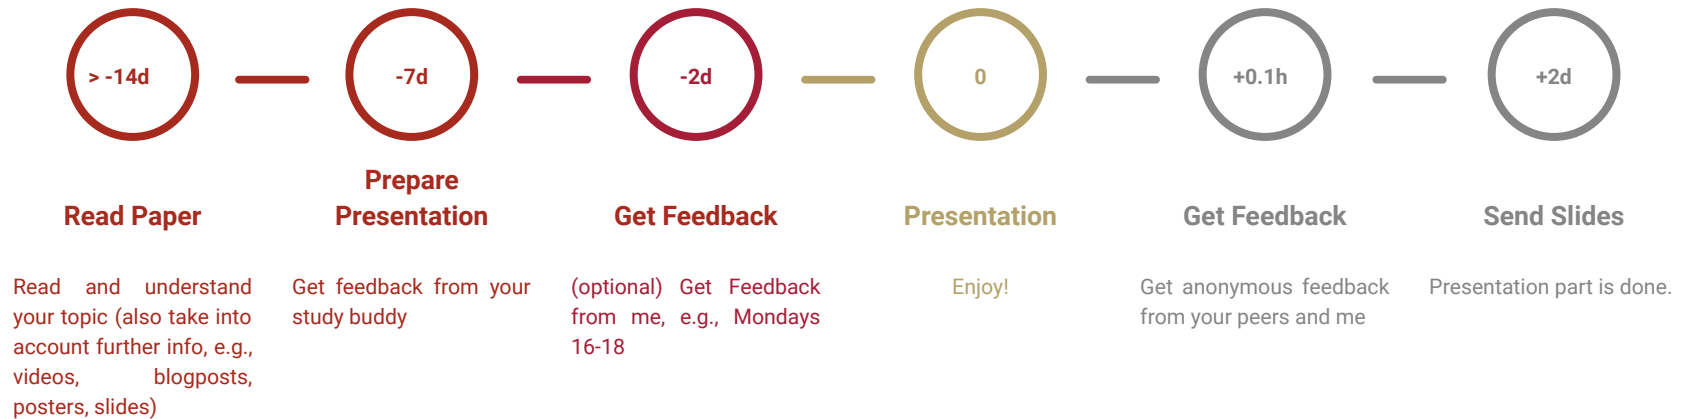 > -14d
-7d
-2d
0
+0.1h
+2d
Read Paper
Prepare
Presentation
Get Feedback
Presentation
Get Feedback
Send Slides
Read and understand
your topic (also take into
account further info, e.g.,
videos, blogposts,
posters, slides)
Get feedback from your
study buddy
(optional) Get Feedback
from me, e.g., Mondays
16-18
Enjoy!
Get anonymous feedback
from your peers and me
Presentation part is done.